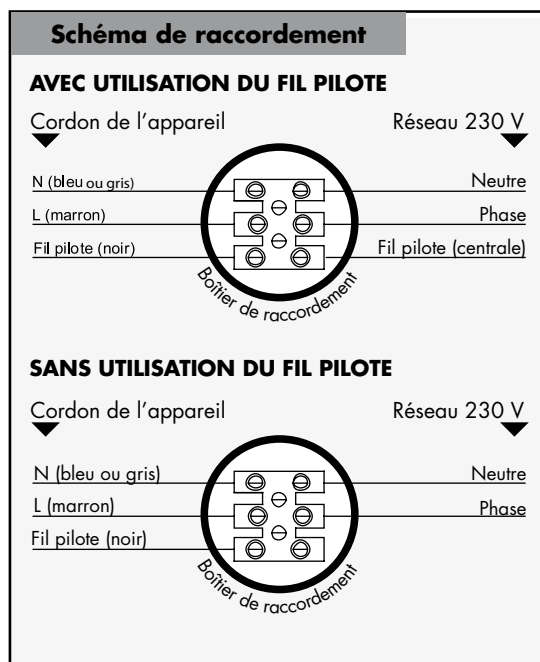 Schéma de raccordement
AVEC UTILISATION DU FIL PILOTE
Cordon de l'appareil Réseau 230 V
N (bleu ou gris) Neutre
L (marron) Phase
Fil pilote (noir) Fil pilote (centrale)
Boîtier de raccordement
SANS UTILISATION DU FIL PILOTE
Cordon de l'appareil Réseau 230 V
N (bleu ou gris) Neutre
L (marron) Phase
Fil pilote (noir)
Boîtier de raccordement